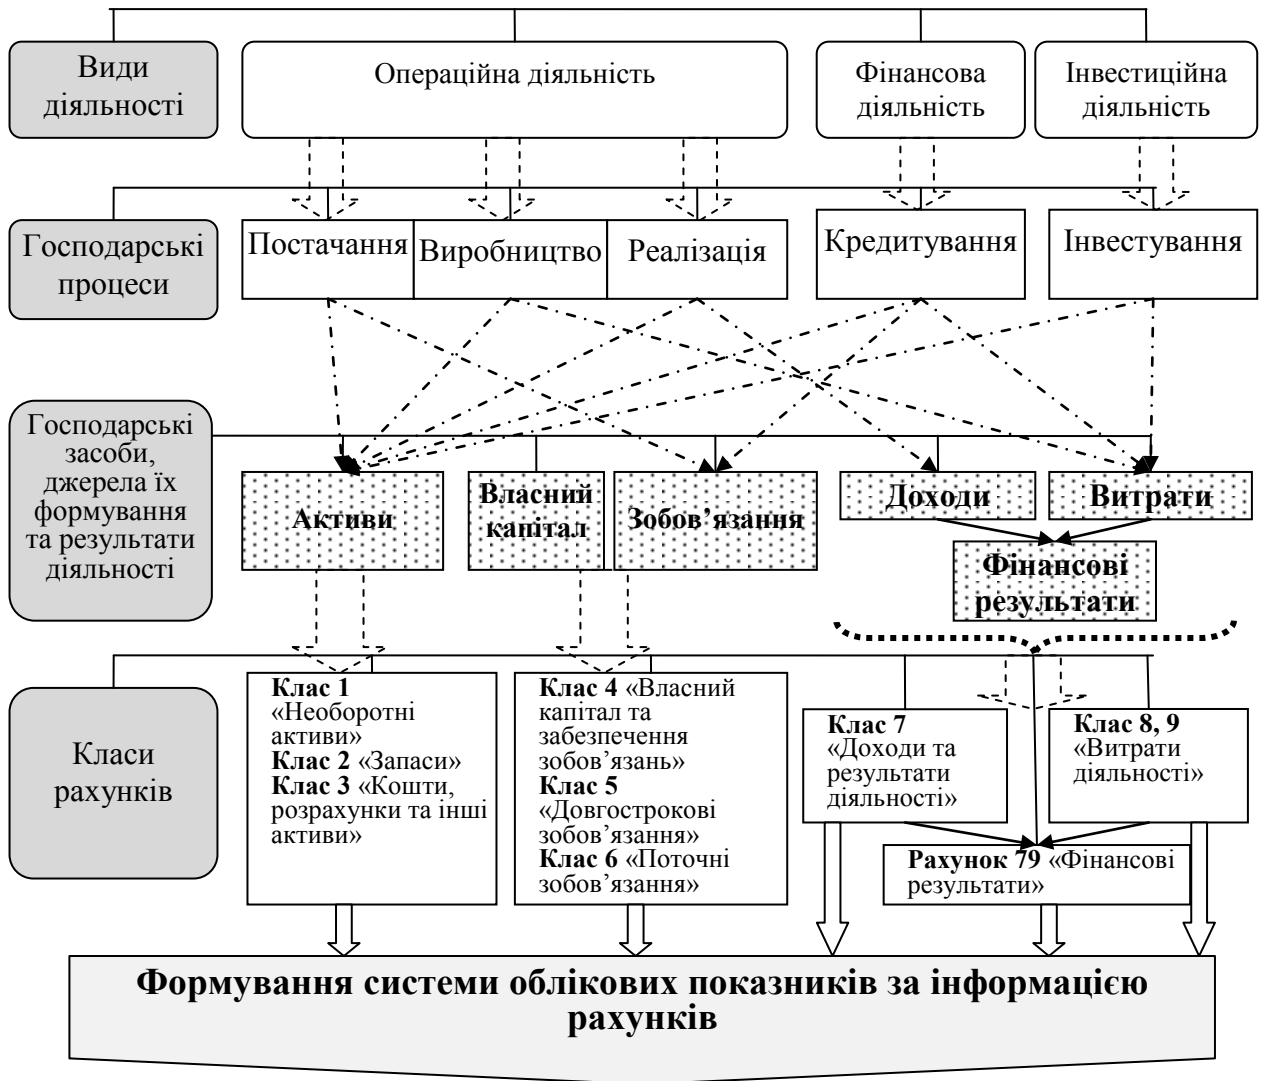 Види
діяльності
Операційна діяльність
Фінансова
діяльність
Інвестиційна
діяльність
Господарські
процеси
Постачання
Виробництво
Реалізація
Кредитування
Інвестування
Господарські
засоби,
джерела їх
формування
та результати
діяльності
Активи
Власний
капітал
Зобов’язання
Доходи
Витрати
Фінансові
результати
Класи
рахунків
Клас 1
«Необоротні
активи»
Клас 2 «Запаси»
Клас 3 «Кошти,
розрахунки та інші
активи»
Клас 4 «Власний
капітал та
забезпечення
зобов’язань»
Клас 5
«Довгострокові
зобов’язання»
Клас 6 «Поточні
зобов’язання»
Клас 7
«Доходи та
результати
діяльності»
Клас 8, 9
«Витрати
діяльності»
Рахунок 79 «Фінансові
результати»
Формування системи облікових показників за інформацією
рахунків